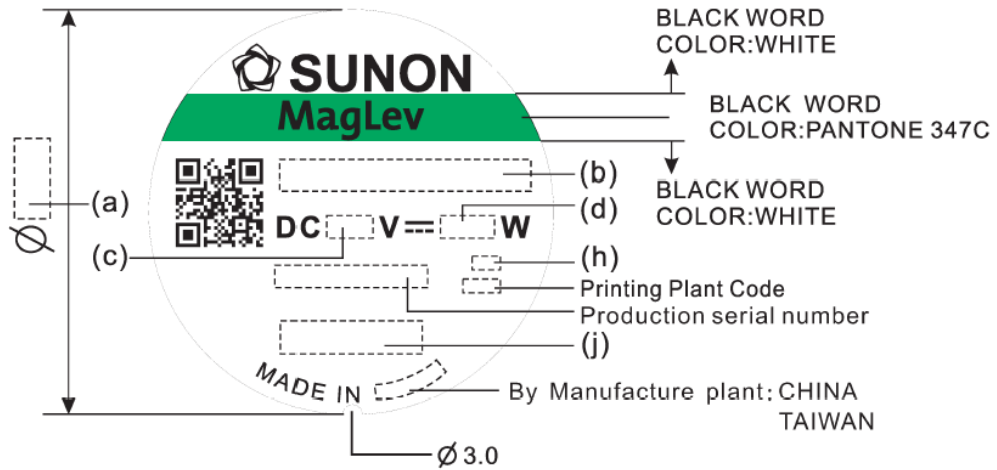 BLACK WORD
COLOR:WHITE
SUNON
MagLev
BLACK WORD
COLOR:PANTONE 347C
(a)
Ø
(b)
BLACK WORD
COLOR:WHITE
DC V⎓ W
(d)
(c)
(h)
Printing Plant Code
Production serial number
(j)
MADE IN
By Manufacture plant: CHINA
TAIWAN
Ø 3.0